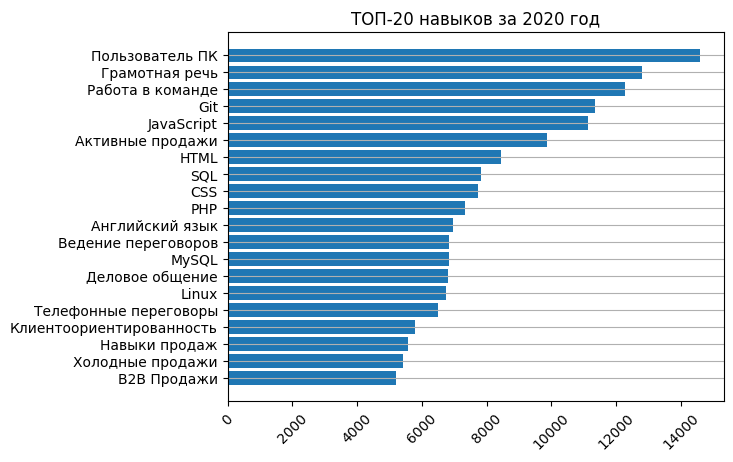 ТОП-20 навыков за 2020 год
Пользователь ПК
Грамотная речь
Работа в команде
Git
JavaScript
Активные продажи
HTML
SQL
CSS
PHP
Английский язык
Ведение переговоров
MySQL
Деловое общение
Linux
Телефонные переговоры
Клиентоориентированность
Навыки продаж
Холодные продажи
B2B Продажи
0
2000
4000
6000
8000
10000
12000
14000